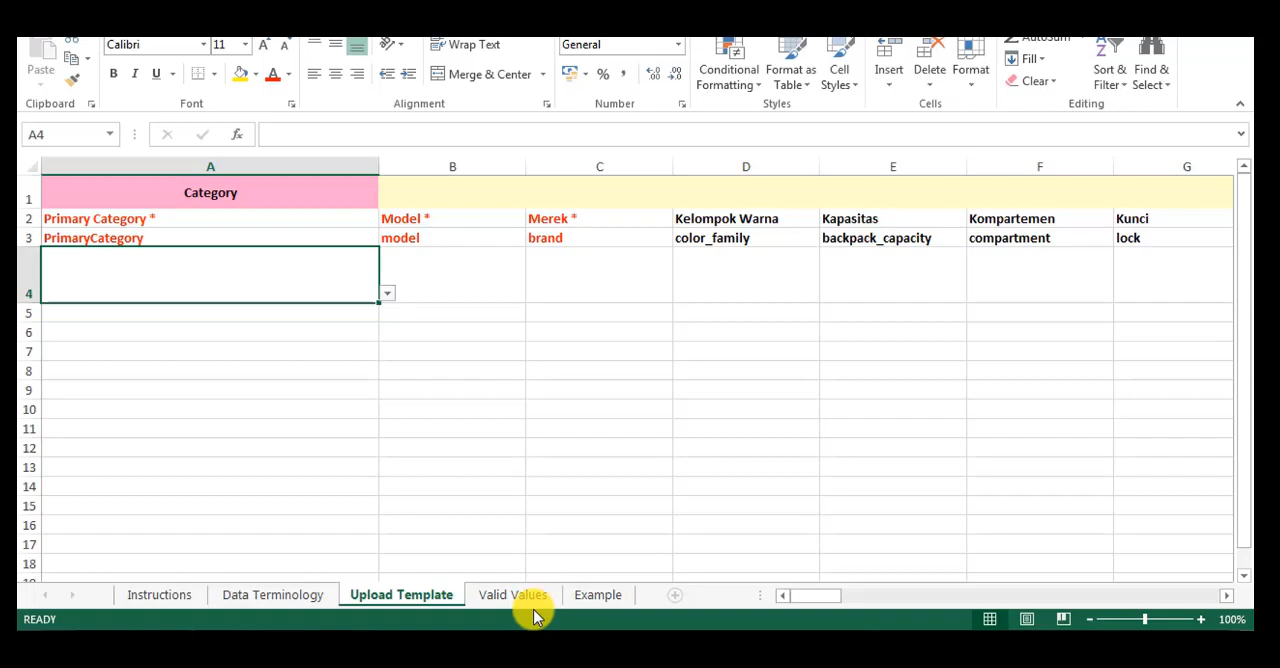 Calibri 11 A A Wrap Text General AutoSum
Paste B I U Merge & Center % , Conditional Formatting Format as Table Cell Styles Insert Delete Format Fill Clear Sort & Filter Find & Select
Clipboard Font Alignment Number Styles Cells Editing
A4 fx
A B C D E F G
1 Category
2 Primary Category * Model * Merek * Kelompok Warna Kapasitas Kompartemen Kunci
3 PrimaryCategory model brand color_family backpack_capacity compartment lock
4
5
6
7
8
9
10
11
12
13
14
15
16
17
18
Instructions Data Terminology Upload Template Valid Values Example
READY 100%